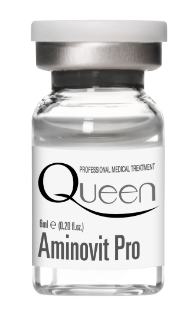 PROFESSIONAL MEDICAL TREATMENT
Queen
6ml ℮ (0.20 fl.oz.)
Aminovit Pro